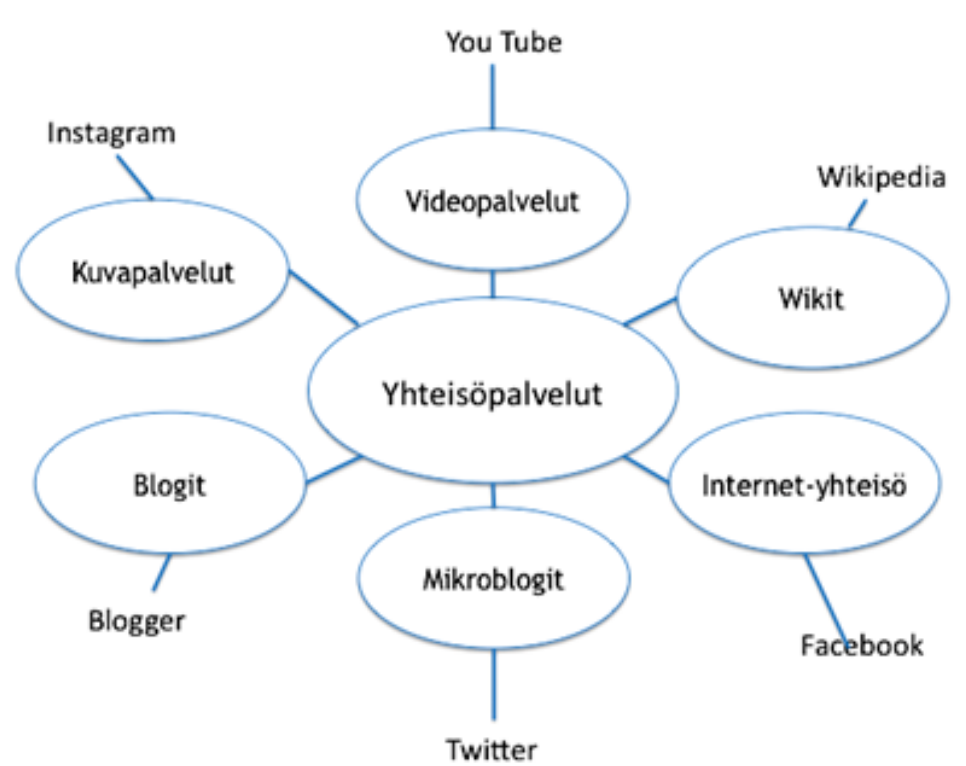 You Tube
Instagram
Wikipedia
Videopalvelut
Kuvapalvelut
Wikit
Yhteisöpalvelut
Blogit
Internet-yhteisö
Mikroblogit
Blogger
Facebook
Twitter